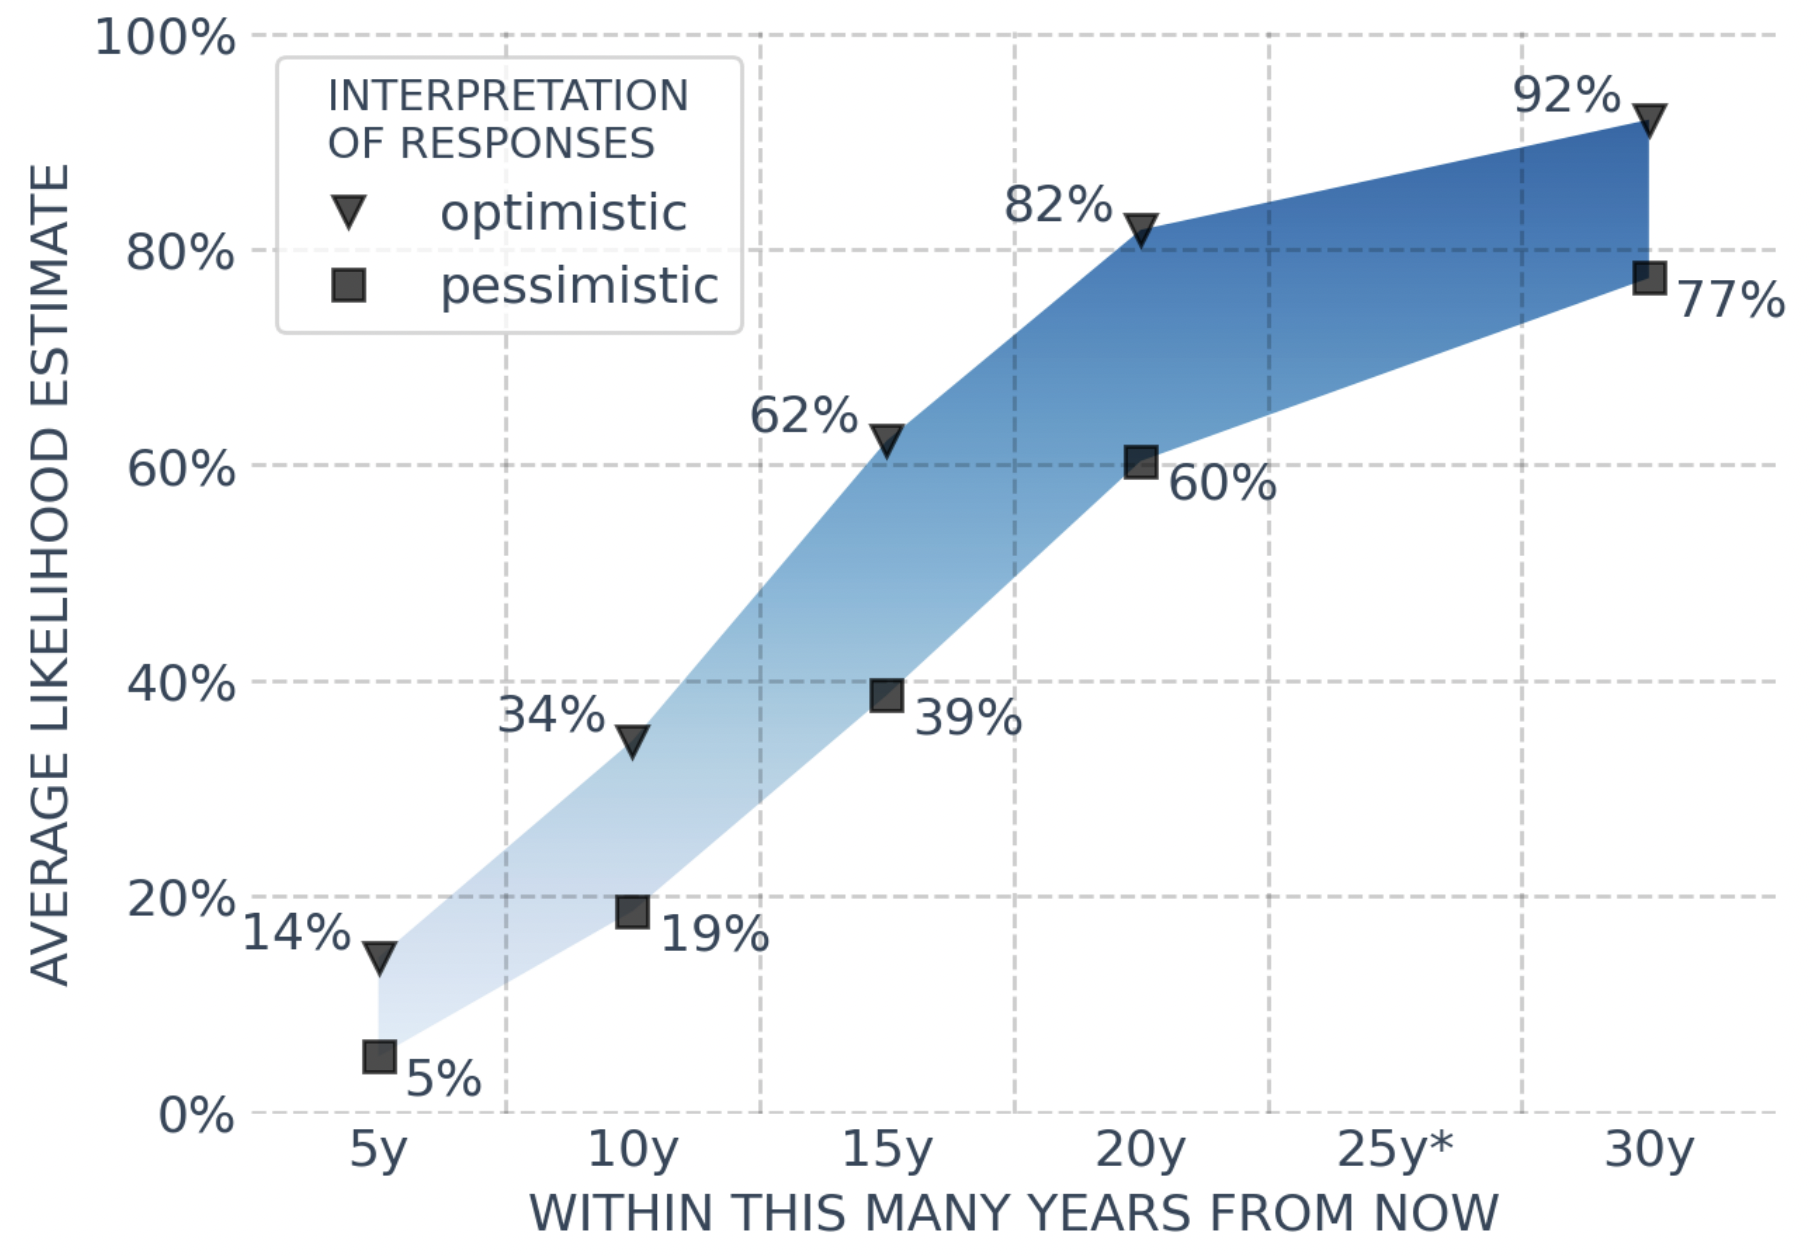 100%
80%
60%
40%
20%
0%
AVERAGE LIKELIHOOD ESTIMATE
INTERPRETATION
OF RESPONSES
optimistic
pessimistic
14%
34%
62%
82%
92%
5%
19%
39%
60%
77%
5y
10y
15y
20y
25y*
30y
WITHIN THIS MANY YEARS FROM NOW